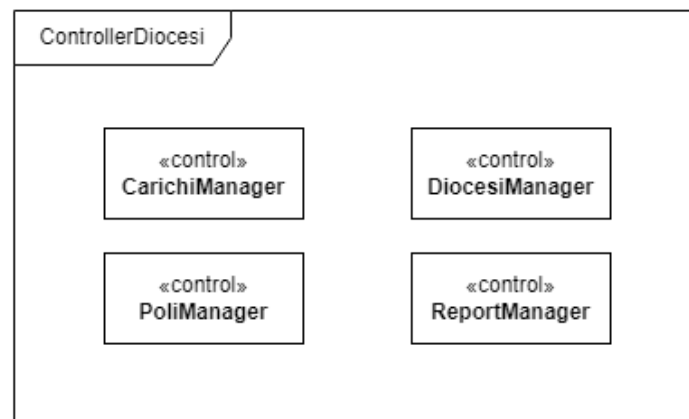 ControllerDiocesi
«control»
CarichiManager
«control»
DiocesiManager
«control»
PoliManager
«control»
ReportManager